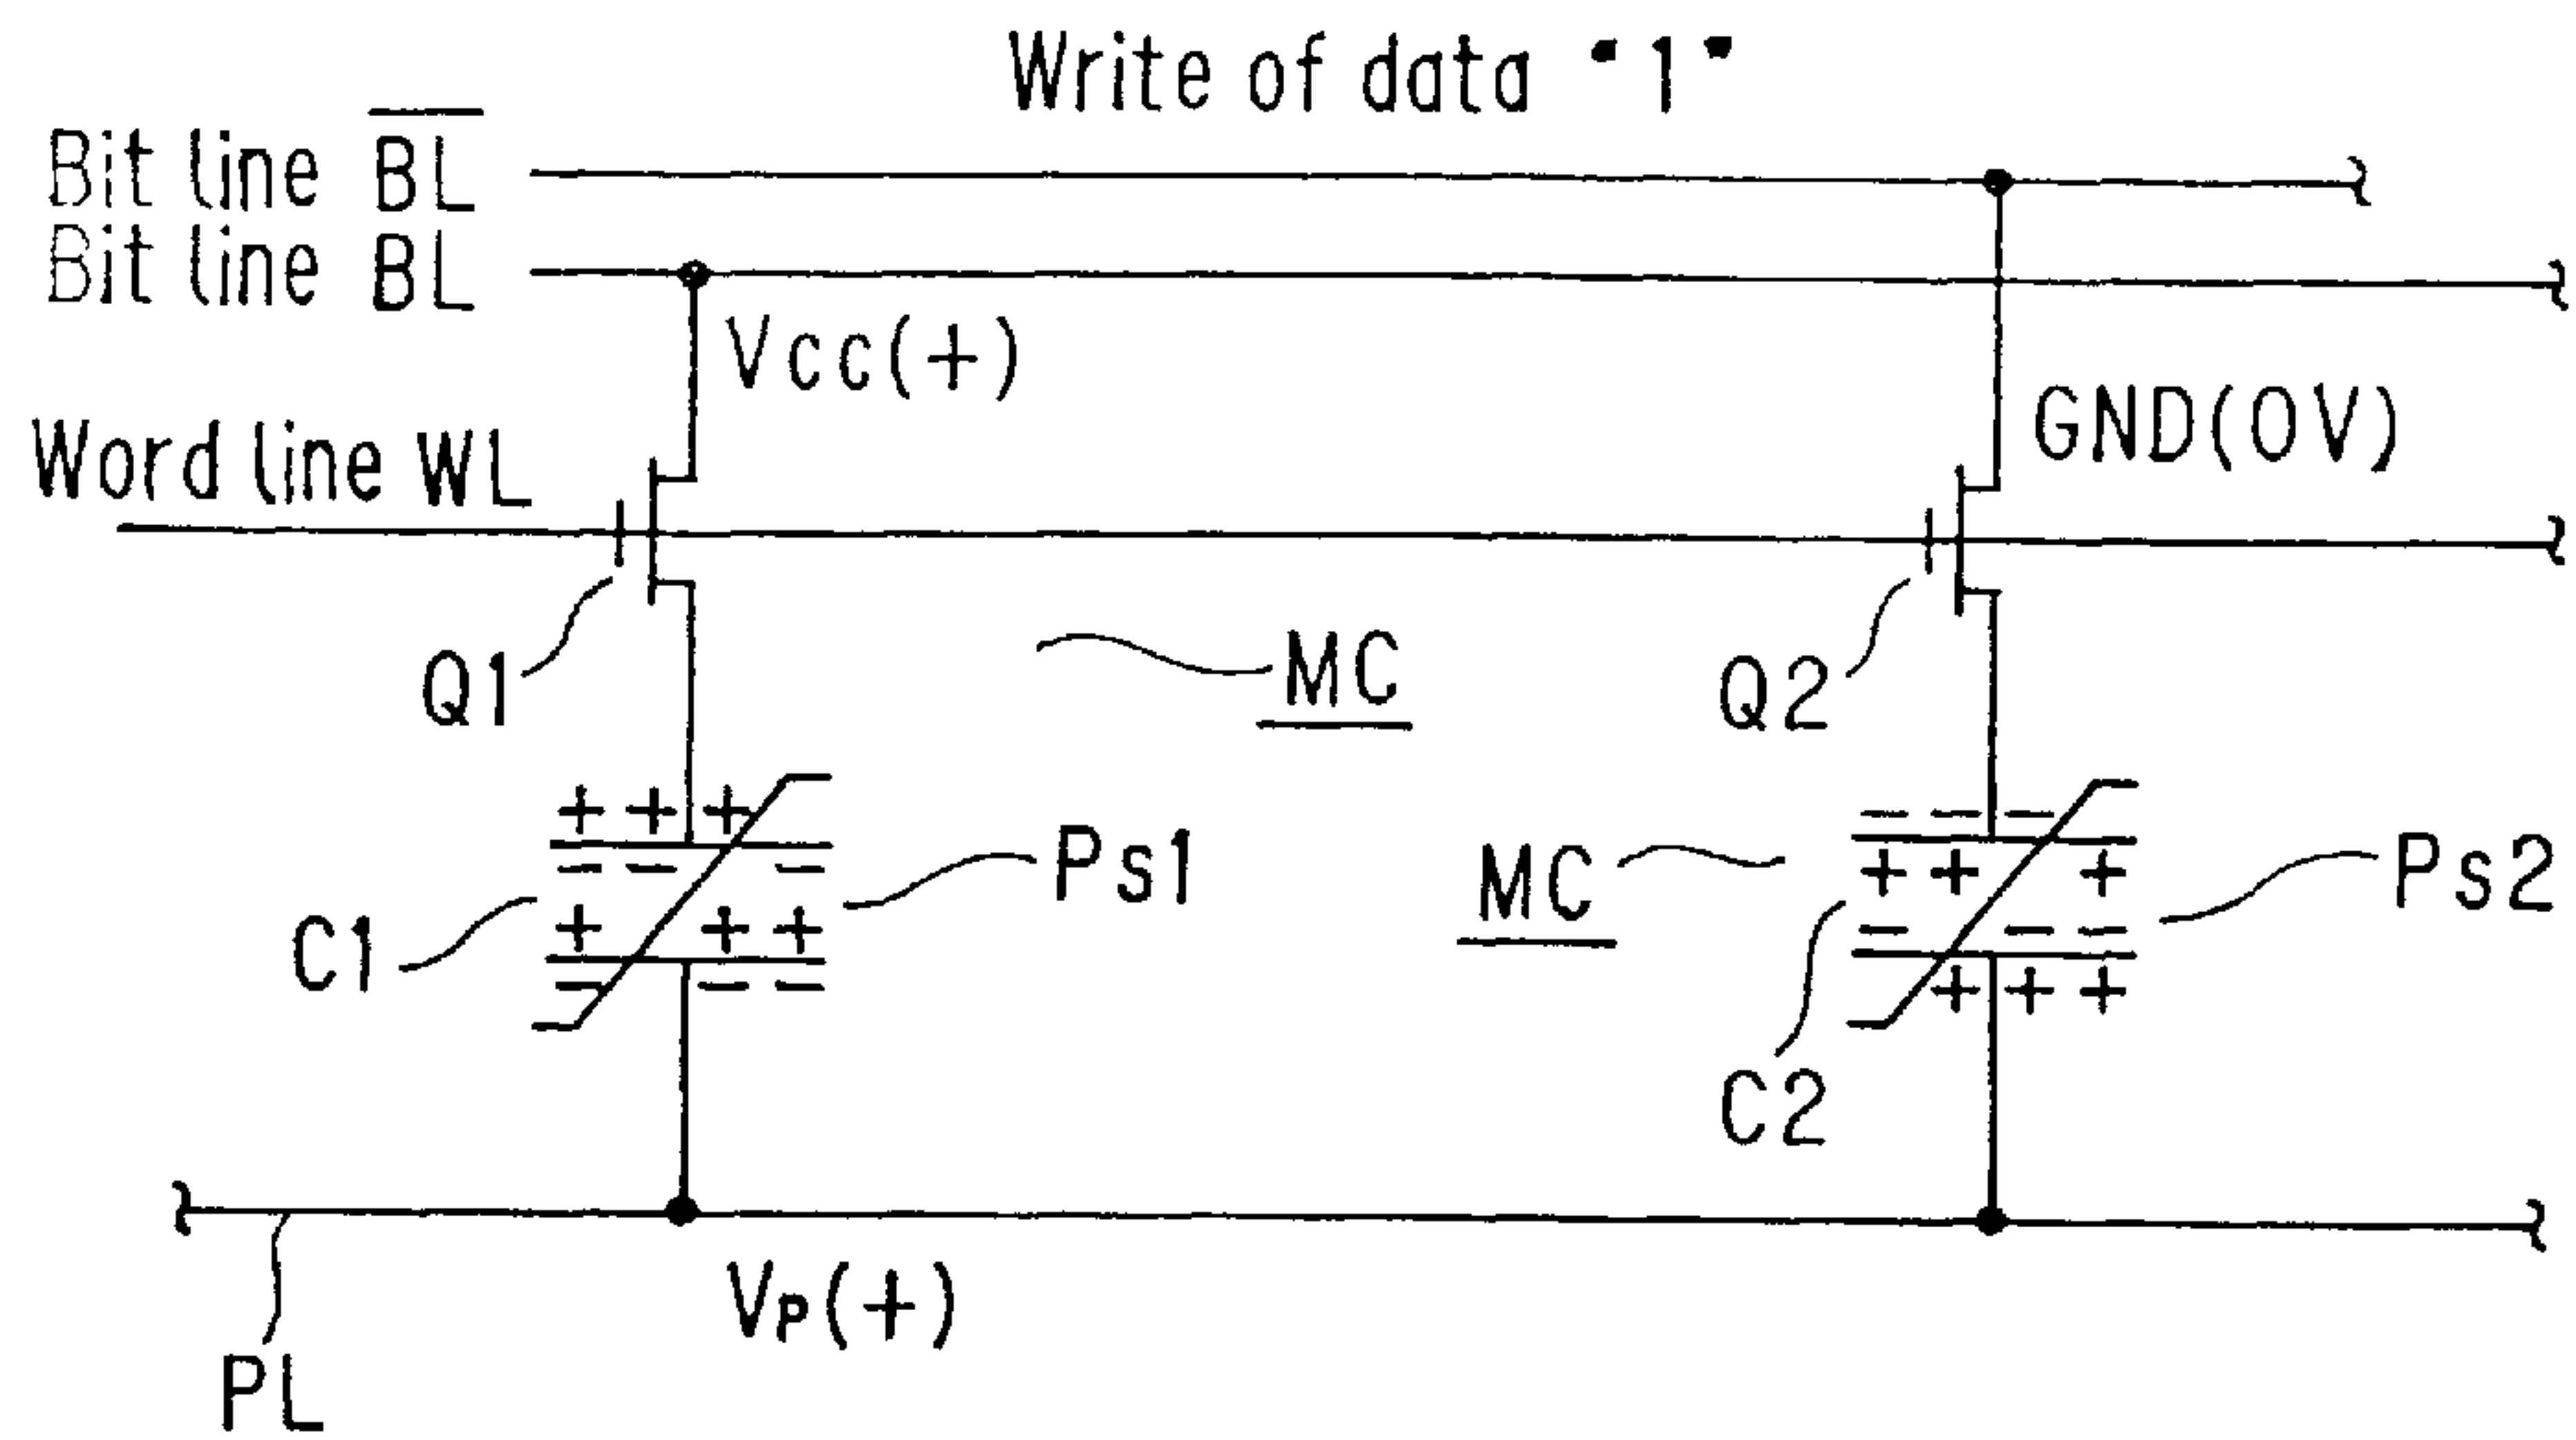 Write of data "1"
Bit line B̅L̅
Bit line BL
Vcc(+)
GND(0V)
Word line WL
Q1
MC
Q2
+ + +
− − −
− − −
+ + +
Ps1
MC
Ps2
C1
+ + +
− − −
− − −
+ + +
C2
VP(+)
PL